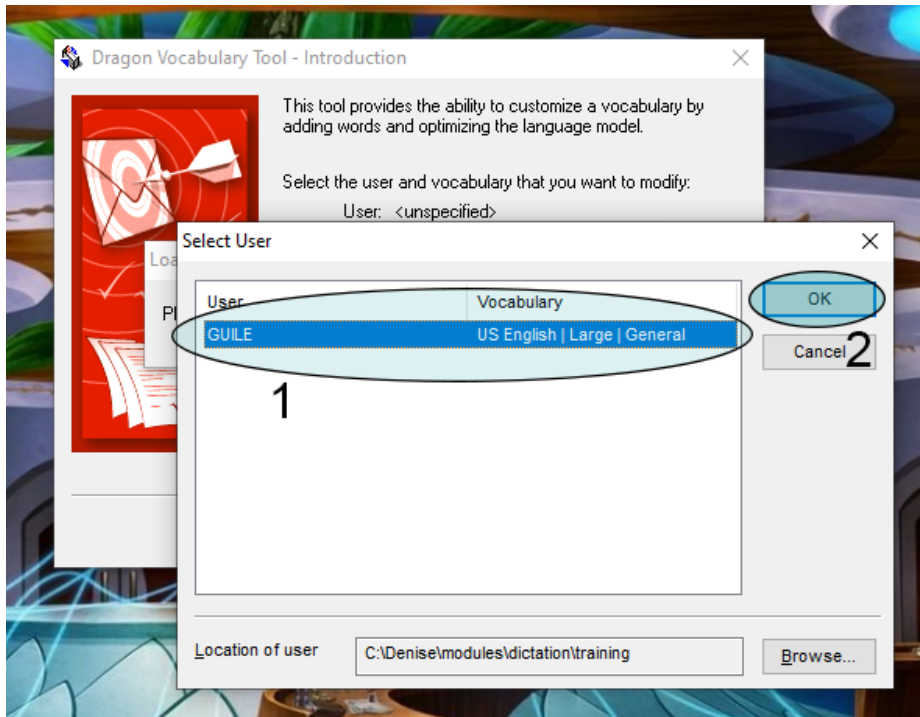 Dragon Vocabulary Tool - Introduction
This tool provides the ability to customize a vocabulary by
adding words and optimizing the language model.
Select the user and vocabulary that you want to modify:
User: <unspecified>
Select User
Loa
Pl
User Vocabulary
GUILE US English | Large | General
OK
Cancel
1
2
Location of user C:\Denise\modules\dictation\training Browse...